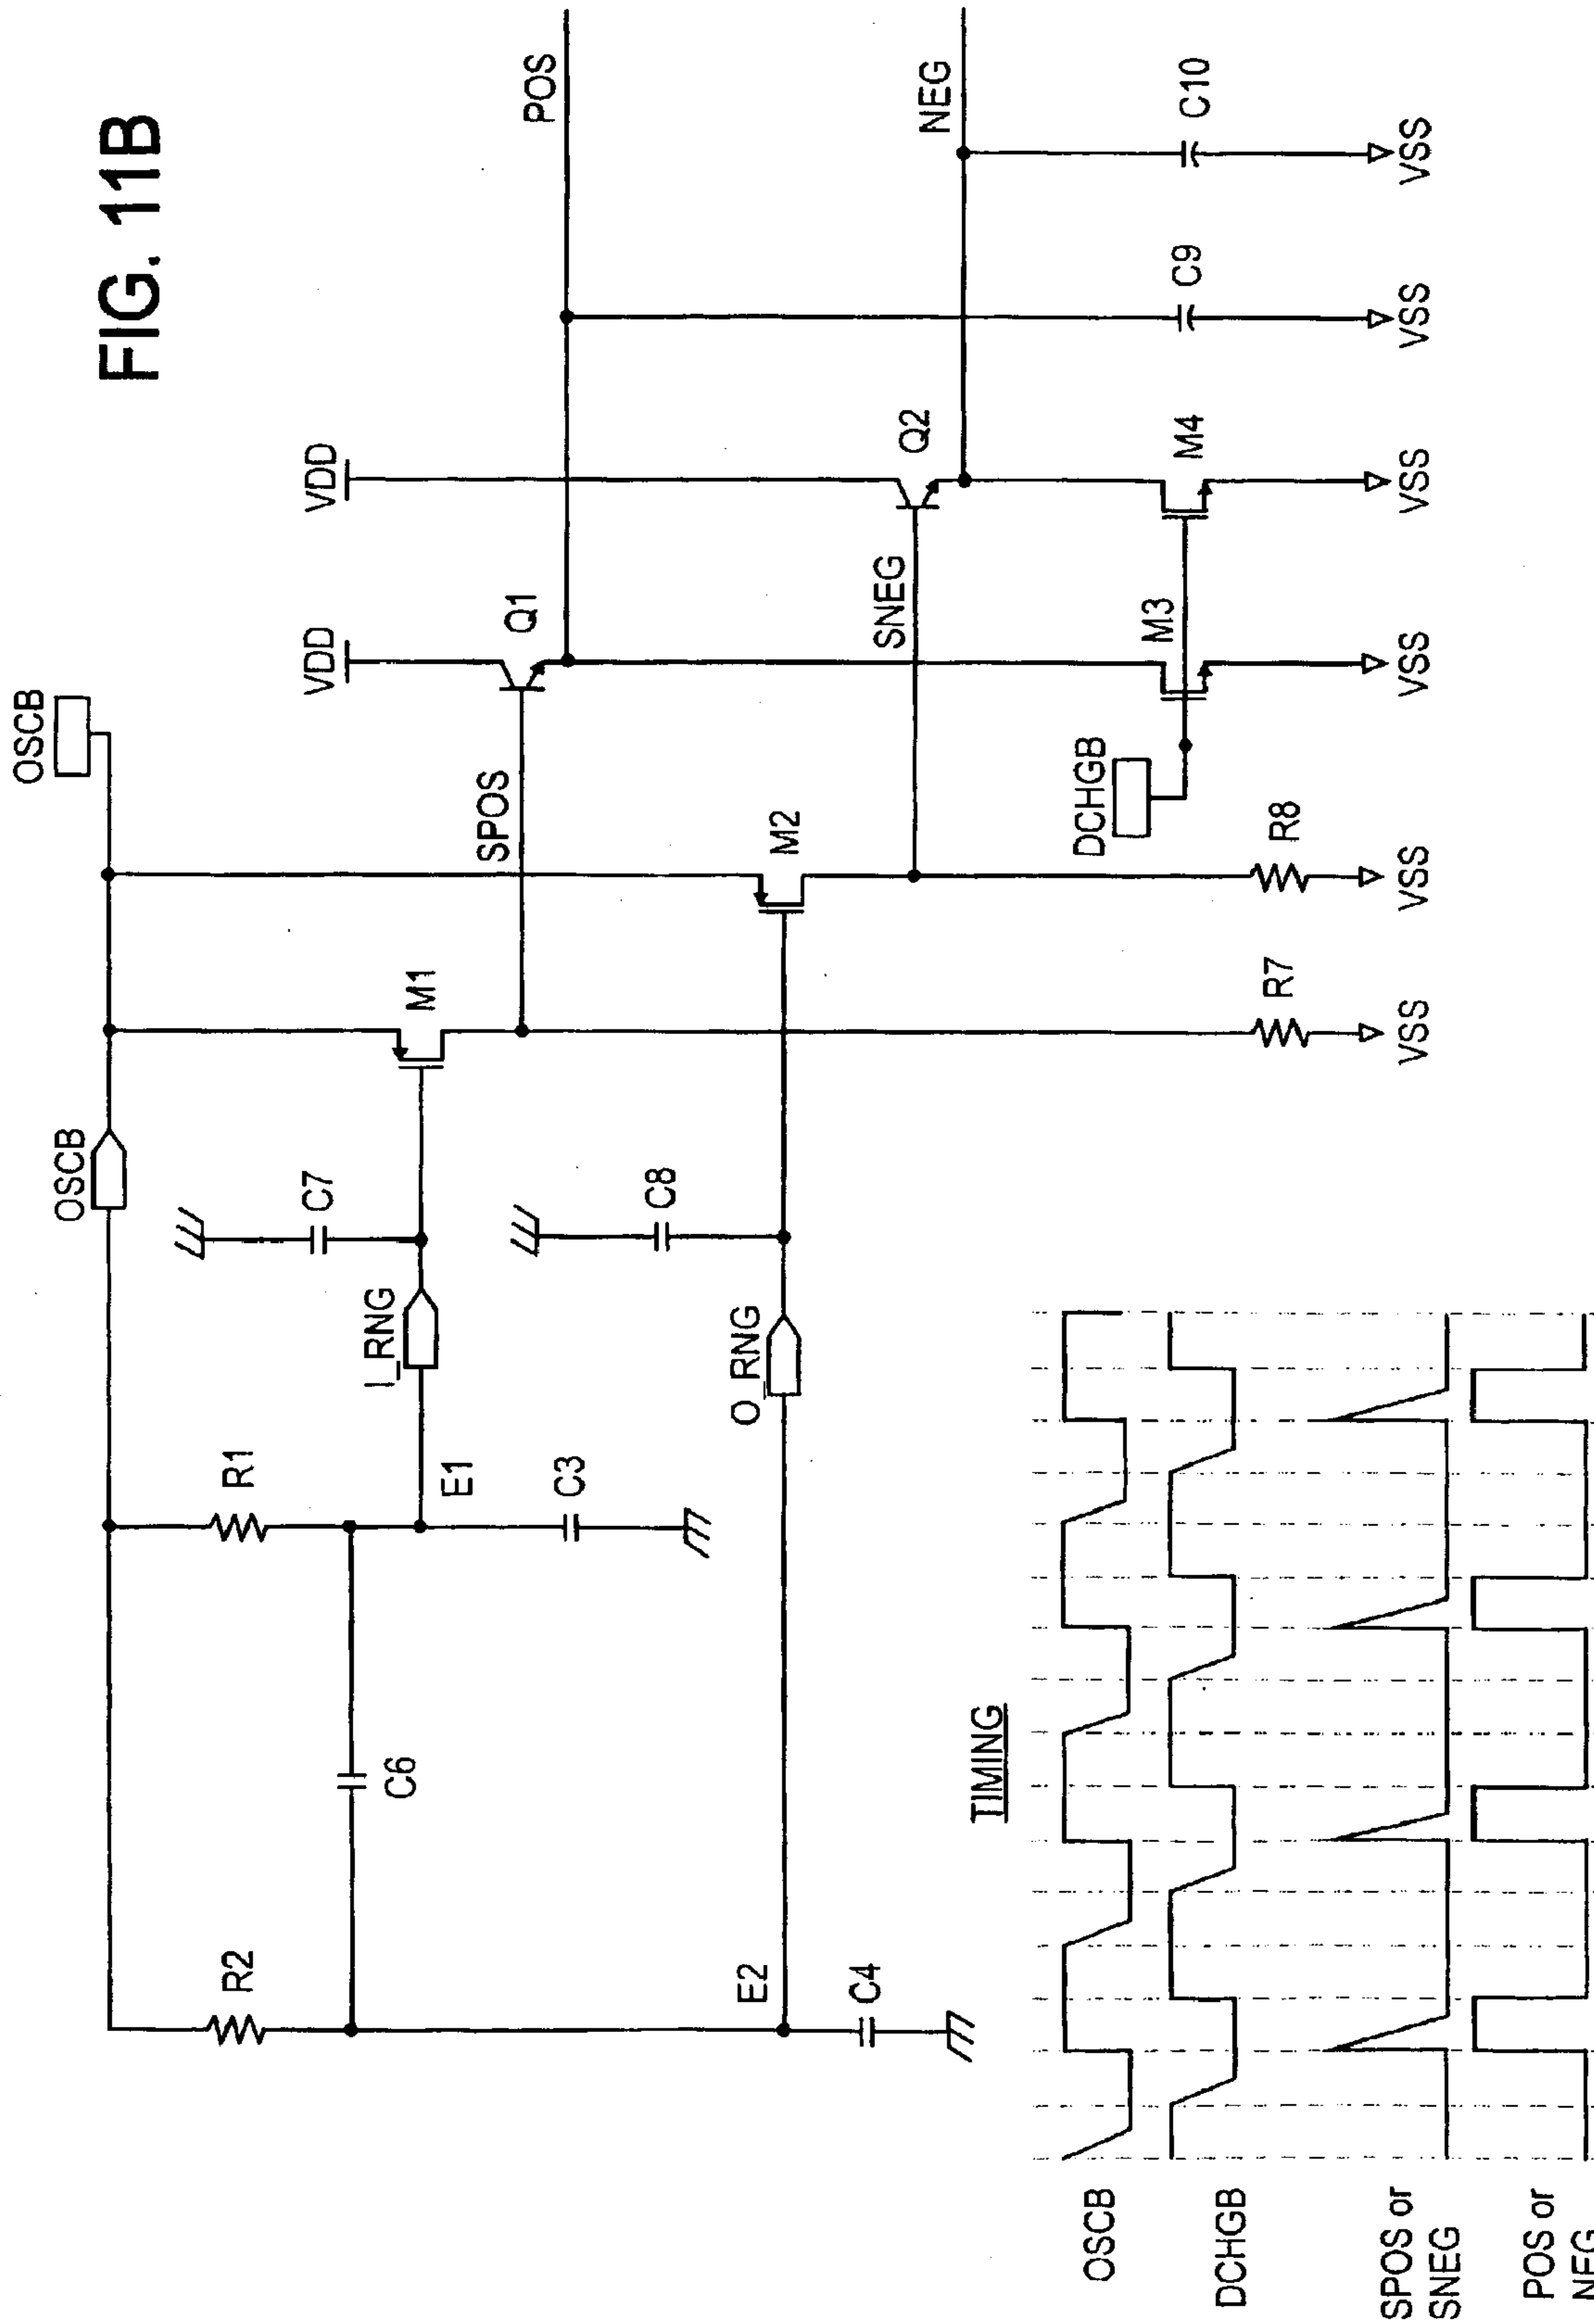 FIG. 11B
OSCB
OSCB
VDD
VDD
POS
R2
R1
C7
M1
Q1
SPOS
C6
I_RNG
E1
C3
C8
O_RNG
E2
C4
M2
SNEG
Q2
NEG
DCHGB
M3
M4
C9
C10
R7
R8
VSS
VSS
VSS
VSS
VSS
VSS
TIMING
OSCB
DCHGB
SPOS or
SNEG
POS or
NEG